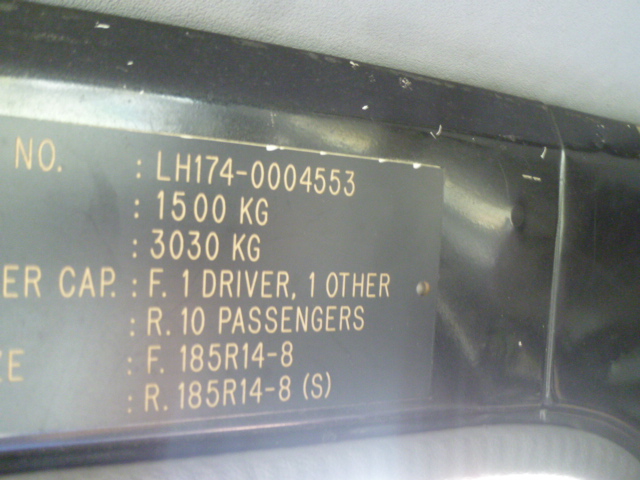 NO. : LH174-0004553
: 1500 KG
: 3030 KG
ER CAP. : F. 1 DRIVER, 1 OTHER
: R. 10 PASSENGERS
ZE : F. 185R14-8
: R. 185R14-8 (S)